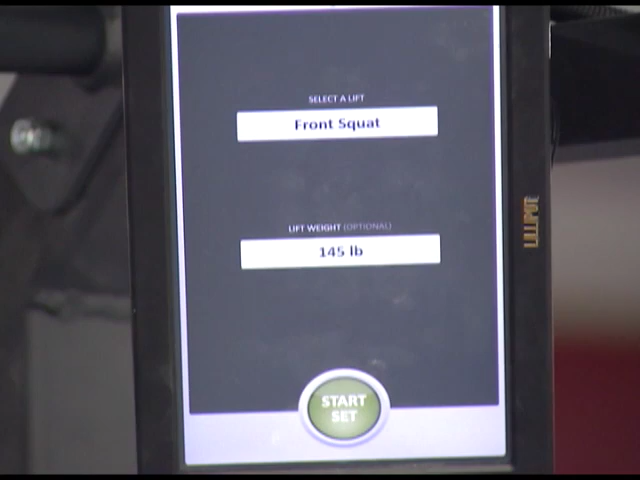 SELECT A LIFT
Front Squat
LIFT WEIGHT (OPTIONAL)
145 lb
LILLIPUT
START
SET